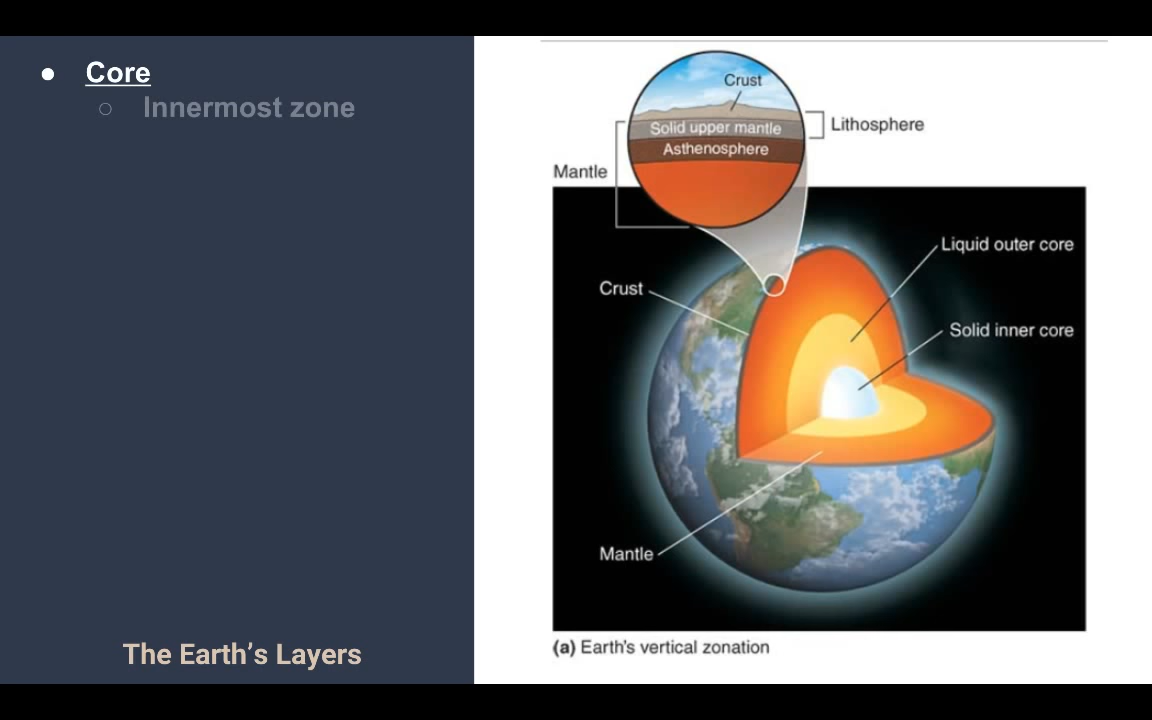 Core
Innermost zone
The Earth's Layers
Crust
Solid upper mantle
Asthenosphere
Lithosphere
Mantle
Liquid outer core
Crust
Solid inner core
Mantle
(a) Earth's vertical zonation